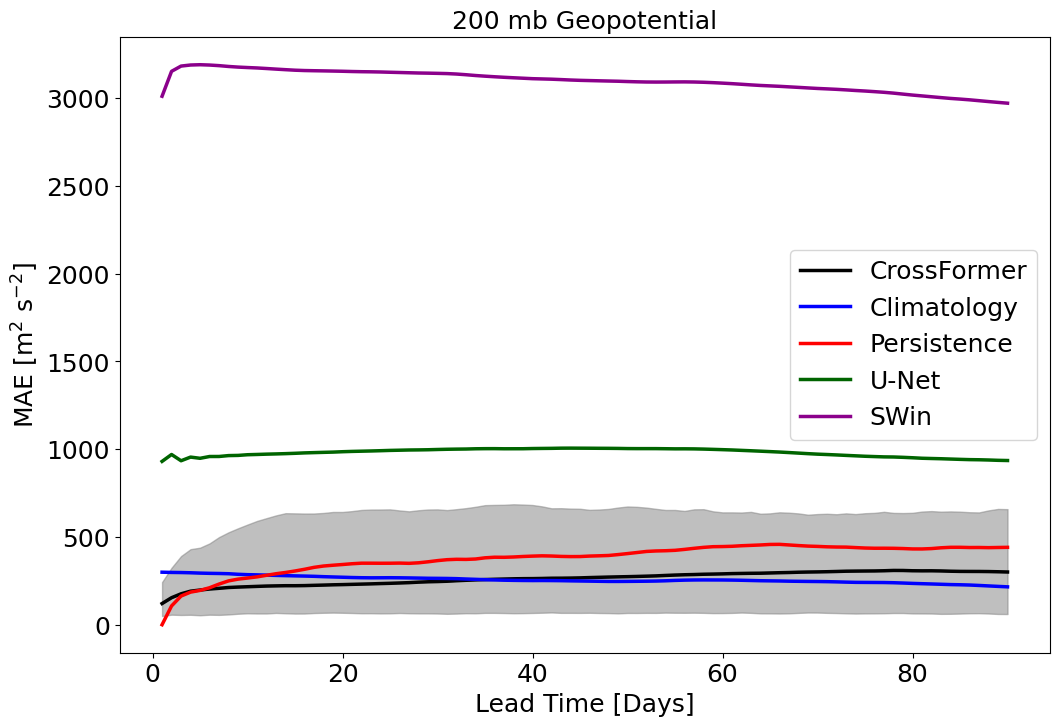 200 mb Geopotential
MAE [m² s⁻²]
3000
2500
2000
1500
1000
500
0
0 20 40 60 80
Lead Time [Days]
CrossFormer
Climatology
Persistence
U-Net
SWin